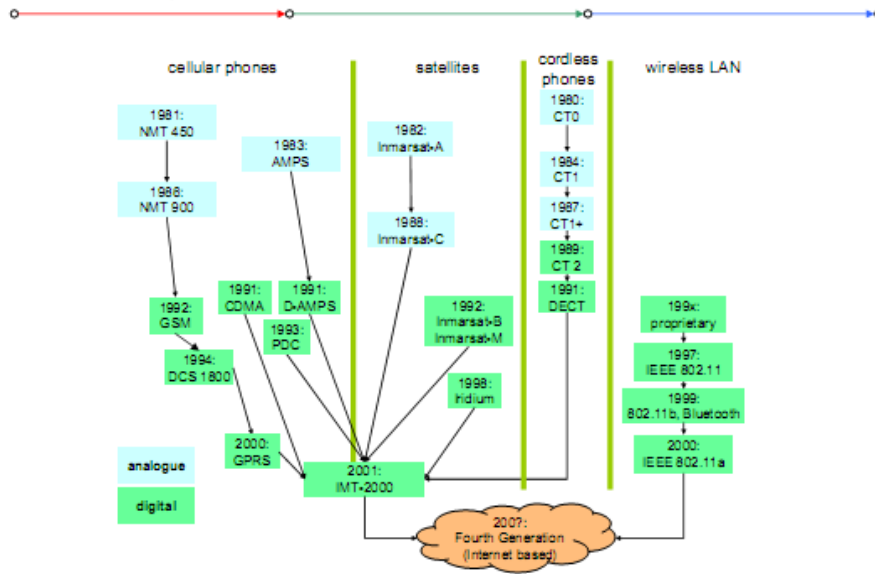 cellular phones
satellites
cordless
phones
wireless LAN
1981:
NMT 450
1986:
NMT 900
1992:
GSM
1994:
DCS 1800
2000:
GPRS
1991:
CDMA
1983:
AMPS
1991:
D•AMPS
1993:
PDC
1982:
Inmarsat•A
1988:
Inmarsat•C
1992:
Inmarsat•B
Inmarsat•M
1998:
Iridium
1980:
CT0
1984:
CT1
1987:
CT1+
1989:
CT 2
1991:
DECT
199x:
proprietary
1997:
IEEE 802.11
1999:
802.11b, Bluetooth
2000:
IEEE 802.11a
2001:
IMT•2000
200?:
Fourth Generation
(Internet based)
analogue
digital